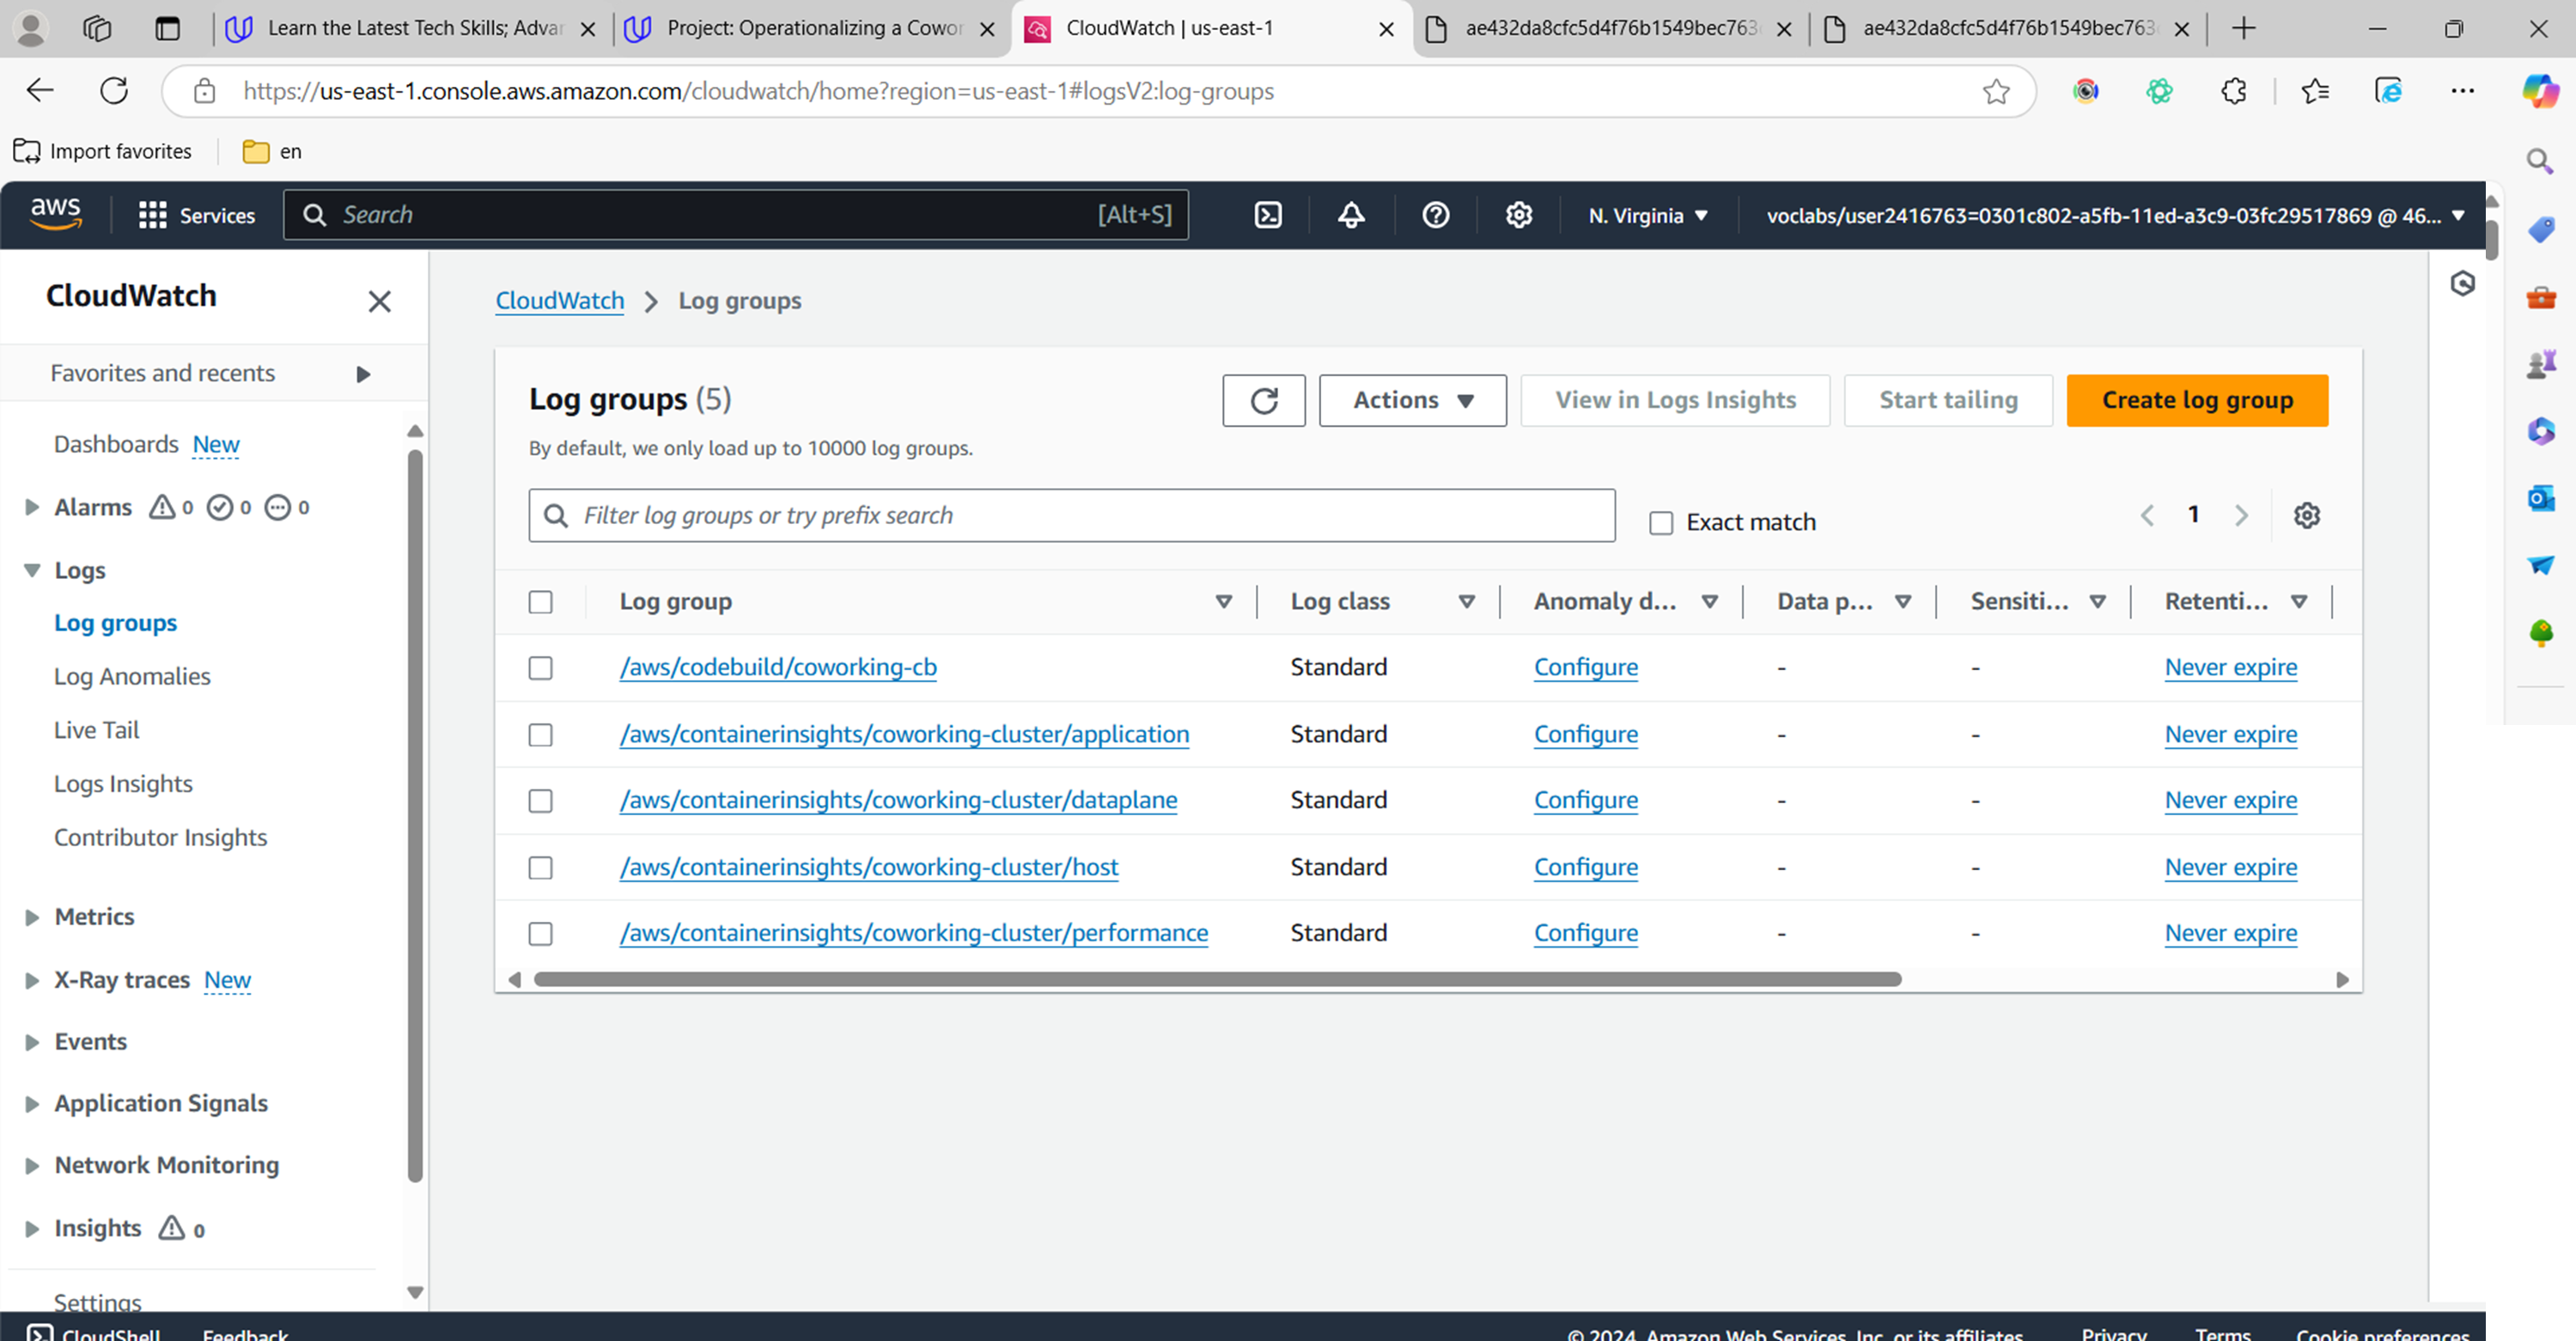 Learn the Latest Tech Skills; Advan
Project: Operationalizing a Cowor
CloudWatch | us-east-1
ae432da8cfc5d4f76b1549bec763
ae432da8cfc5d4f76b1549bec763
https://us-east-1.console.aws.amazon.com/cloudwatch/home?region=us-east-1#logsV2:log-groups
Import favorites
en
aws
Services
Search
[Alt+S]
N. Virginia
voclabs/user2416763=0301c802-a5fb-11ed-a3c9-03fc29517869 @ 46...
CloudWatch
Favorites and recents
Dashboards New
Alarms 0 0 0
Logs
Log groups
Log Anomalies
Live Tail
Logs Insights
Contributor Insights
Metrics
X-Ray traces New
Events
Application Signals
Network Monitoring
Insights 0
Settings
CloudWatch > Log groups
Log groups (5)
Actions
View in Logs Insights
Start tailing
Create log group
By default, we only load up to 10000 log groups.
Filter log groups or try prefix search
Exact match
1
Log group Log class Anomaly d... Data p... Sensiti... Retenti...
/aws/codebuild/coworking-cb Standard Configure - - Never expire
/aws/containerinsights/coworking-cluster/application Standard Configure - - Never expire
/aws/containerinsights/coworking-cluster/dataplane Standard Configure - - Never expire
/aws/containerinsights/coworking-cluster/host Standard Configure - - Never expire
/aws/containerinsights/coworking-cluster/performance Standard Configure - - Never expire
CloudShell
Feedback
© 2024, Amazon Web Services, Inc. or its affiliates.
Privacy
Terms
Cookie preferences